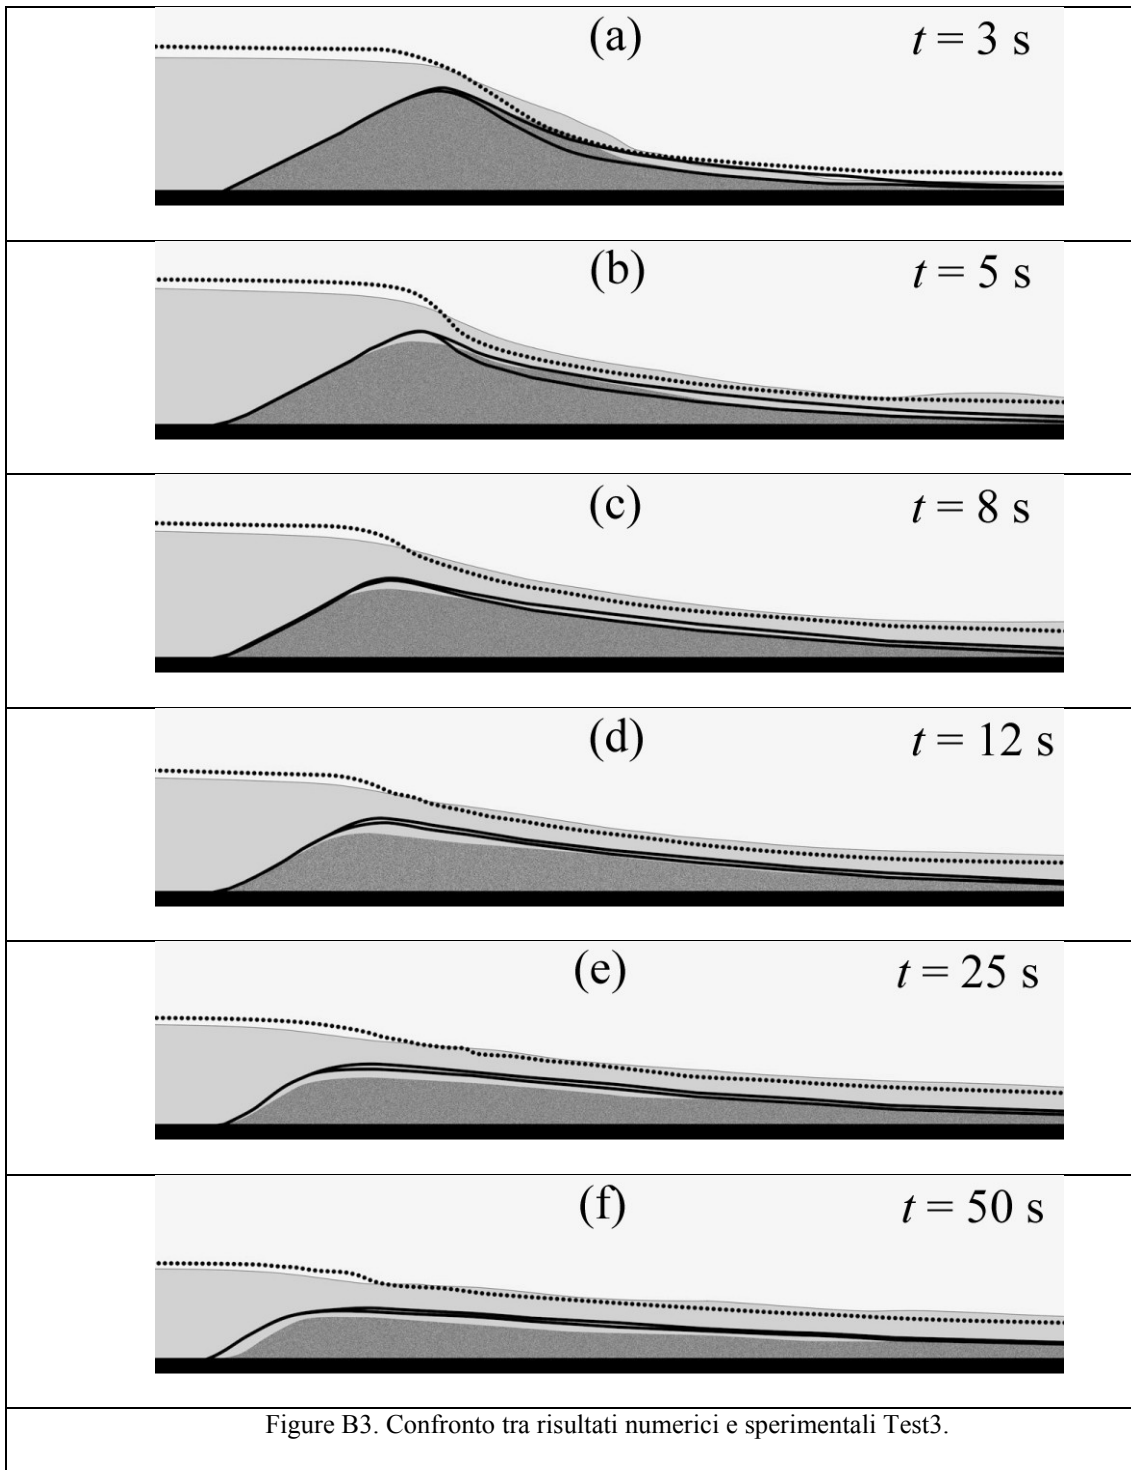 (a) t = 3 s
(b) t = 5 s
(c) t = 8 s
(d) t = 12 s
(e) t = 25 s
(f) t = 50 s
Figure B3. Confronto tra risultati numerici e sperimentali Test3.